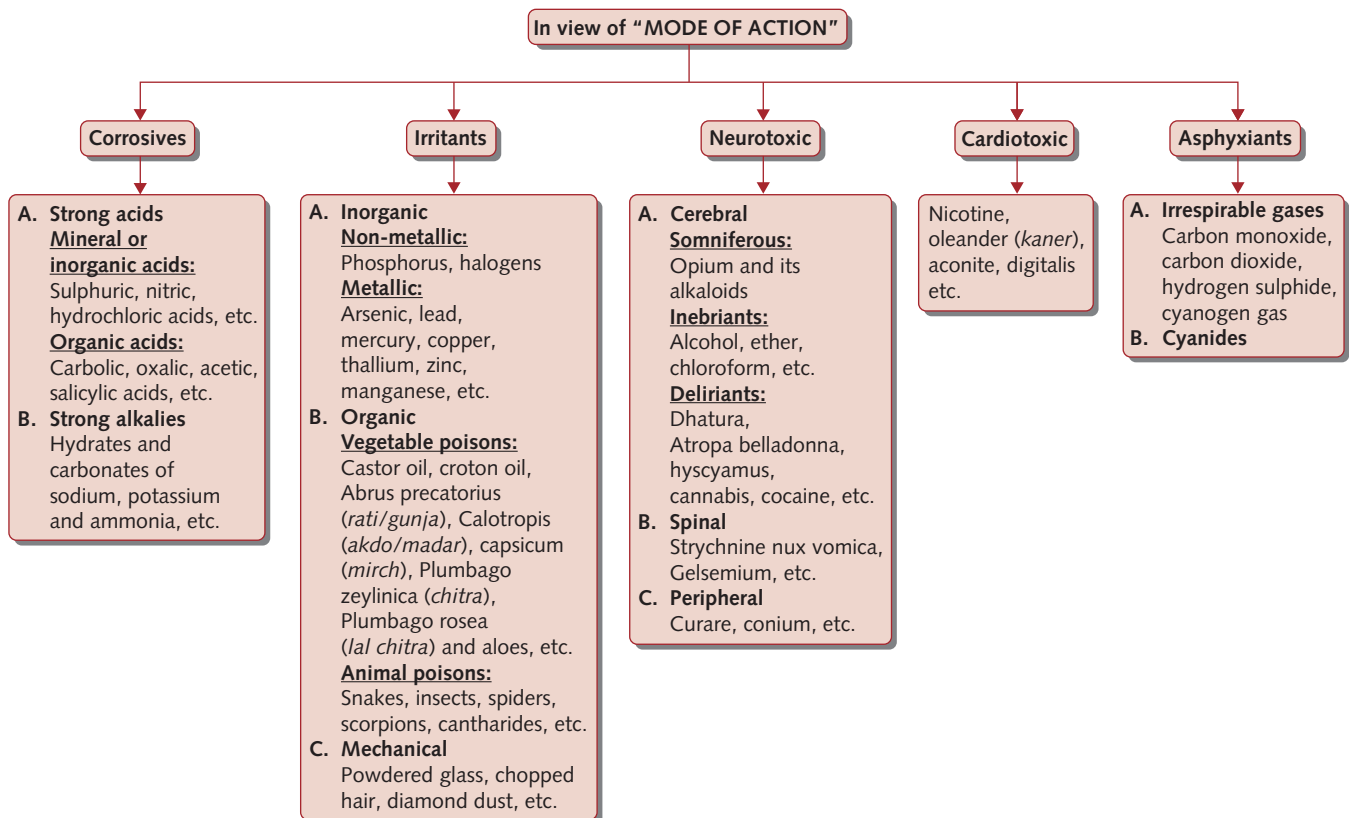 In view of “MODE OF ACTION”
Corrosives
A. Strong acids
Mineral or
inorganic acids:
Sulphuric, nitric,
hydrochloric acids, etc.
Organic acids:
Carbolic, oxalic, acetic,
salicylic acids, etc.
B. Strong alkalies
Hydrates and
carbonates of
sodium, potassium
and ammonia, etc.
Irritants
A. Inorganic
Non-metallic:
Phosphorus, halogens
Metallic:
Arsenic, lead,
mercury, copper,
thallium, zinc,
manganese, etc.
B. Organic
Vegetable poisons:
Castor oil, croton oil,
Abrus precatorius
(rati/gunja), Calotropis
(akdo/madar), capsicum
(mirch), Plumbago
zeylinica (chitra),
Plumbago rosea
(lal chitra) and aloes, etc.
Animal poisons:
Snakes, insects, spiders,
scorpions, cantharides, etc.
C. Mechanical
Powdered glass, chopped
hair, diamond dust, etc.
Neurotoxic
A. Cerebral
Somniferous:
Opium and its
alkaloids
Inebriants:
Alcohol, ether,
chloroform, etc.
Deliriants:
Dhatura,
Atropa belladonna,
hyscyamus,
cannabis, cocaine, etc.
B. Spinal
Strychnine nux vomica,
Gelsemium, etc.
C. Peripheral
Curare, conium, etc.
Cardiotoxic
Nicotine,
oleander (kaner),
aconite, digitalis
etc.
Asphyxiants
A. Irrespirable gases
Carbon monoxide,
carbon dioxide,
hydrogen sulphide,
cyanogen gas
B. Cyanides